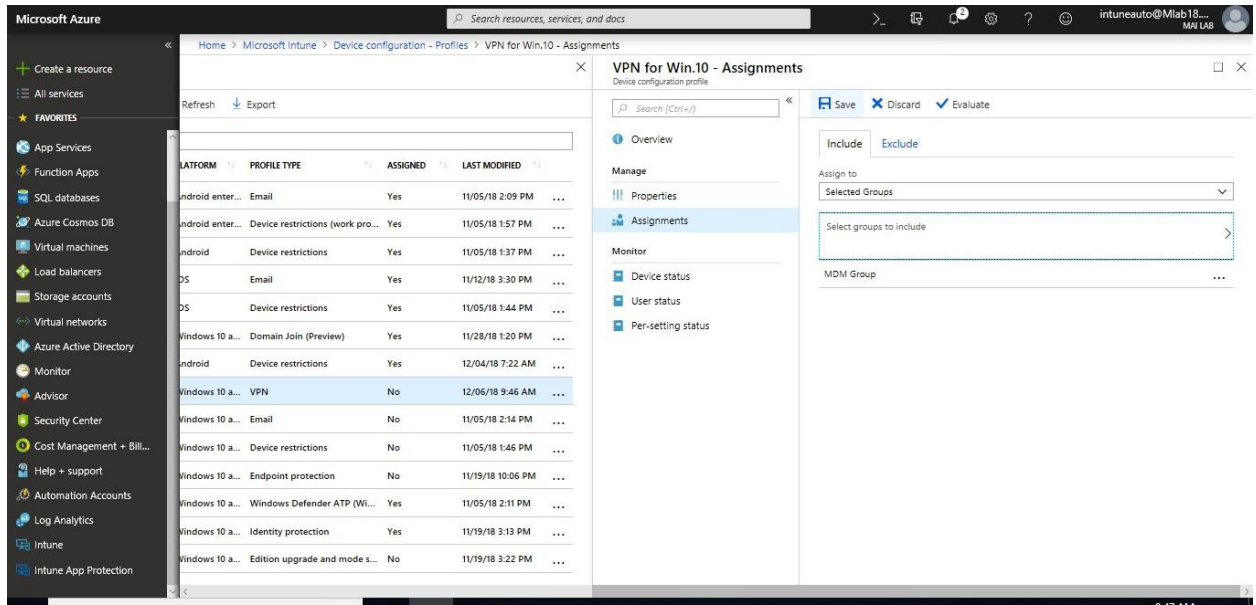 Microsoft Azure
Search resources, services, and docs
2
intuneauto@Mlab18....
MAI LAB
Home > Microsoft Intune > Device configuration - Profiles > VPN for Win.10 - Assignments
Create a resource
All services
FAVORITES
App Services
Function Apps
SQL databases
Azure Cosmos DB
Virtual machines
Load balancers
Storage accounts
Virtual networks
Azure Active Directory
Monitor
Advisor
Security Center
Cost Management + Bill...
Help + support
Automation Accounts
Log Analytics
Intune
Intune App Protection
Refresh Export
LATFORM PROFILE TYPE ASSIGNED LAST MODIFIED
ndroid enter... Email Yes 11/05/18 2:09 PM ...
ndroid enter... Device restrictions (work pro... Yes 11/05/18 1:57 PM ...
ndroid Device restrictions Yes 11/05/18 1:37 PM ...
OS Email Yes 11/12/18 3:30 PM ...
OS Device restrictions Yes 11/05/18 1:44 PM ...
Windows 10 a... Domain Join (Preview) Yes 11/28/18 1:20 PM ...
ndroid Device restrictions Yes 12/04/18 7:22 AM ...
Windows 10 a... VPN No 12/06/18 9:46 AM ...
Windows 10 a... Email No 11/05/18 2:14 PM ...
Windows 10 a... Device restrictions No 11/05/18 1:46 PM ...
Windows 10 a... Endpoint protection No 11/19/18 10:06 PM ...
Windows 10 a... Windows Defender ATP (Wi... Yes 11/05/18 2:11 PM ...
Windows 10 a... Identity protection Yes 11/19/18 3:13 PM ...
Windows 10 a... Edition upgrade and mode s... No 11/19/18 3:22 PM ...
VPN for Win.10 - Assignments
Device configuration profile
Search (Ctrl+/)
Overview
Manage
Properties
Assignments
Monitor
Device status
User status
Per-setting status
Save Discard Evaluate
Include Exclude
Assign to
Selected Groups
Select groups to include
MDM Group ...